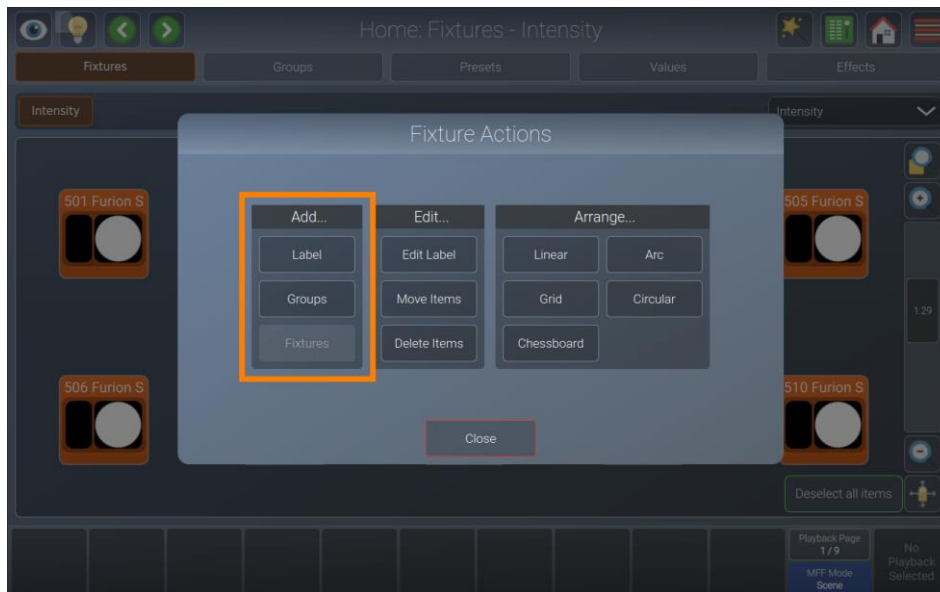 Home: Fixtures - Intensity
Fixtures
Groups
Presets
Values
Effects
Intensity
Intensity
Fixture Actions
501 Furion S
505 Furion S
Add...
Edit...
Arrange...
Label
Edit Label
Linear
Arc
Groups
Move Items
Grid
Circular
1.29
Fixtures
Delete Items
Chessboard
506 Furion S
510 Furion S
Close
Deselect all items
Playback Page
1/9
MFF Mode
Scene
No
Playback
Selected